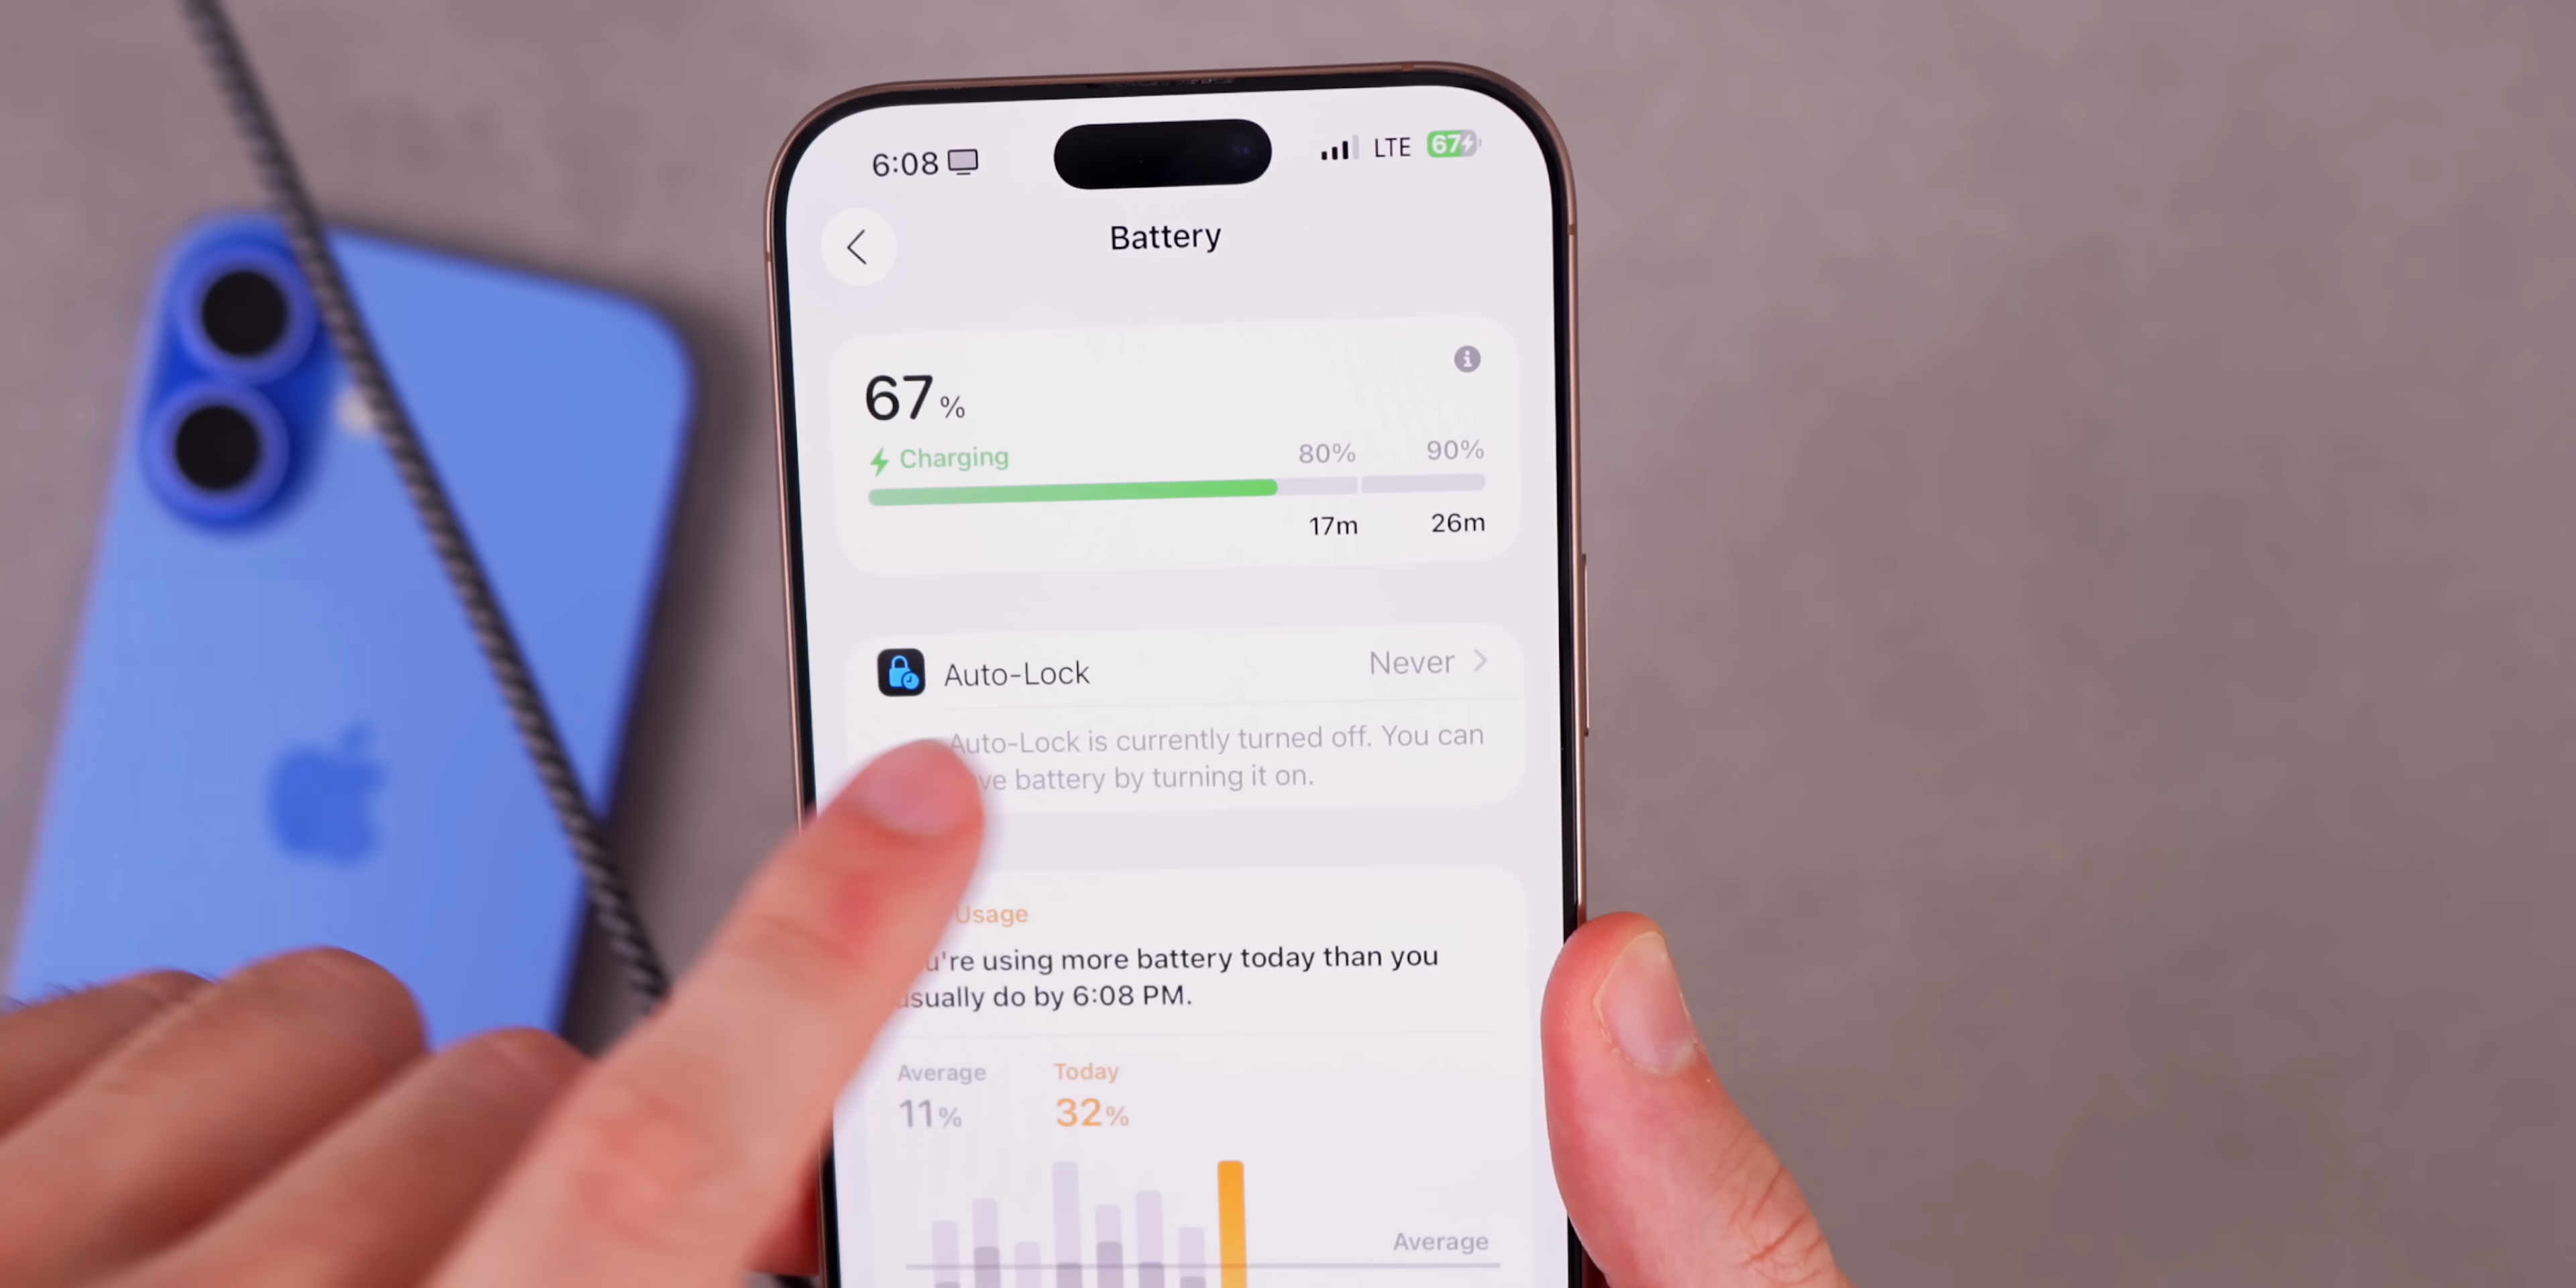 6:08 LTE 67
Battery
67%
Charging 80% 90%
17m 26m
Auto-Lock Never
Auto-Lock is currently turned off. You can
battery by turning it on.
Usage
using more battery today than you
do by 6:08 PM.
Average Today
11% 32%
Average